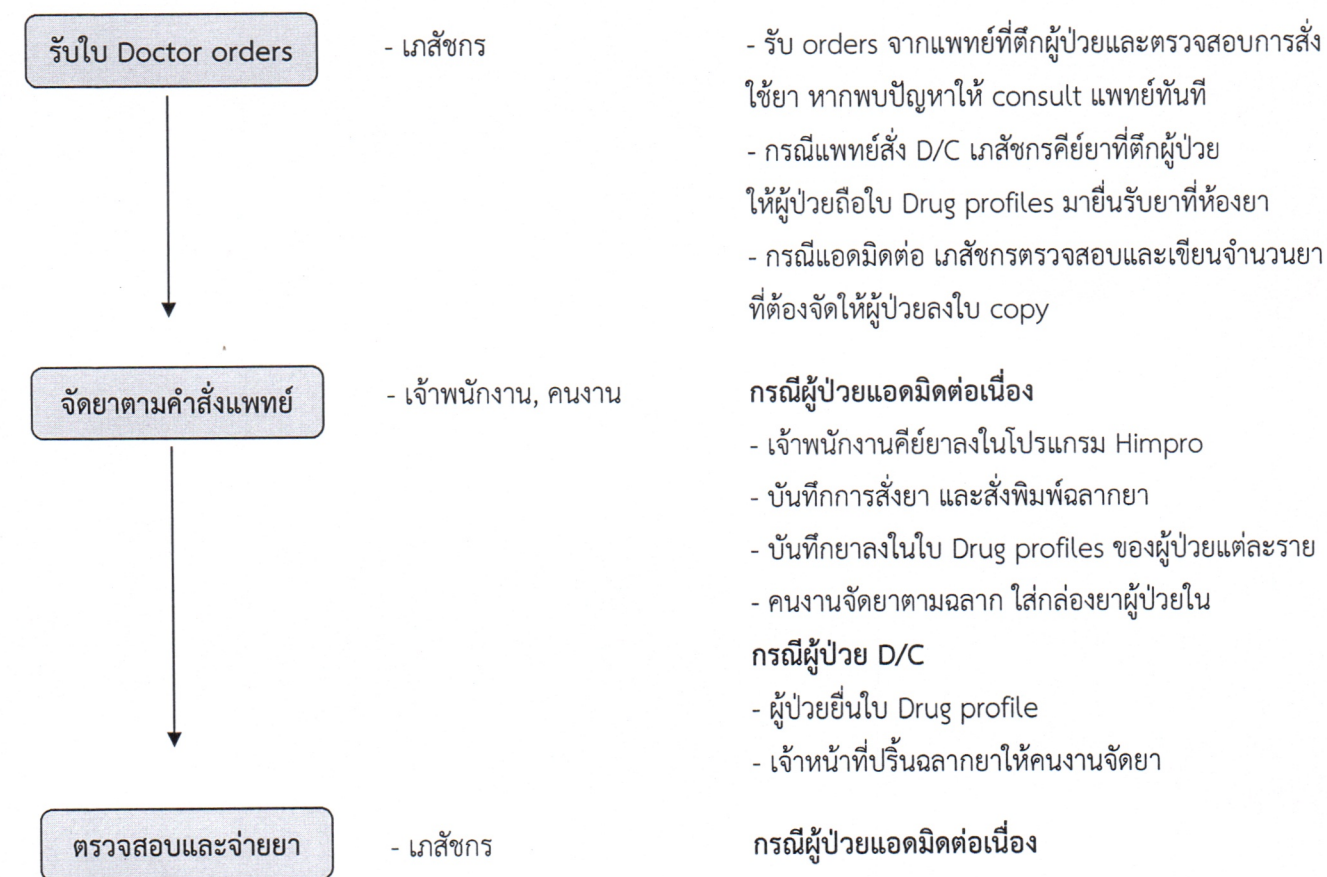 รับใบ Doctor orders
- เภสัชกร
- รับ orders จากแพทย์ที่ตึกผู้ป่วยและตรวจสอบการสั่ง
ใช้ยา หากพบปัญหาให้ consult แพทย์ทันที
- กรณีแพทย์สั่ง D/C เภสัชกรคีย์ยาที่ตึกผู้ป่วย
ให้ผู้ป่วยถือใบ Drug profiles มายื่นรับยาที่ห้องยา
- กรณีแอดมิดต่อ เภสัชกรตรวจสอบและเขียนจำนวนยา
ที่ต้องจัดให้ผู้ป่วยลงใบ copy
จัดยาตามคำสั่งแพทย์
- เจ้าพนักงาน, คนงาน
กรณีผู้ป่วยแอดมิดต่อเนื่อง
- เจ้าพนักงานคีย์ยาลงในโปรแกรม Himpro
- บันทึกการสั่งยา และสั่งพิมพ์ฉลากยา
- บันทึกยาลงในใบ Drug profiles ของผู้ป่วยแต่ละราย
- คนงานจัดยาตามฉลาก ใส่กล่องยาผู้ป่วยใน
กรณีผู้ป่วย D/C
- ผู้ป่วยยื่นใบ Drug profile
- เจ้าหน้าที่ปริ้นฉลากยาให้คนงานจัดยา
ตรวจสอบและจ่ายยา
- เภสัชกร
กรณีผู้ป่วยแอดมิดต่อเนื่อง